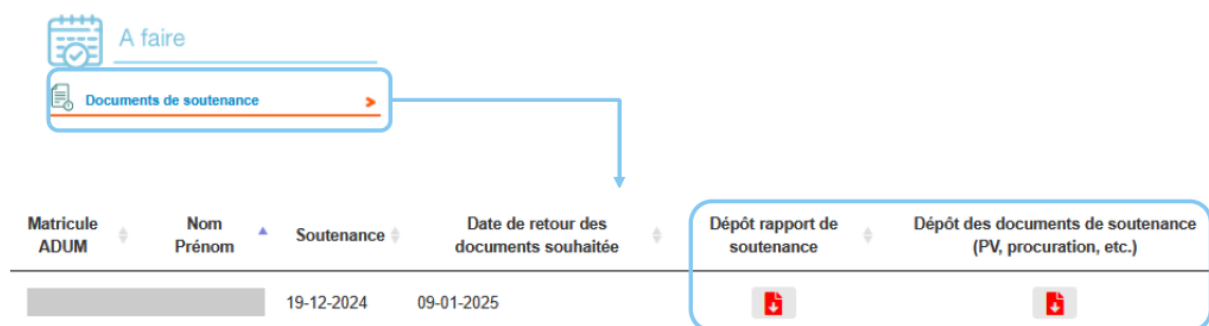 A faire
Documents de soutenance
Matricule ADUM
Nom Prénom
Soutenance
Date de retour des documents souhaitée
Dépôt rapport de soutenance
Dépôt des documents de soutenance (PV, procuration, etc.)
19-12-2024
09-01-2025